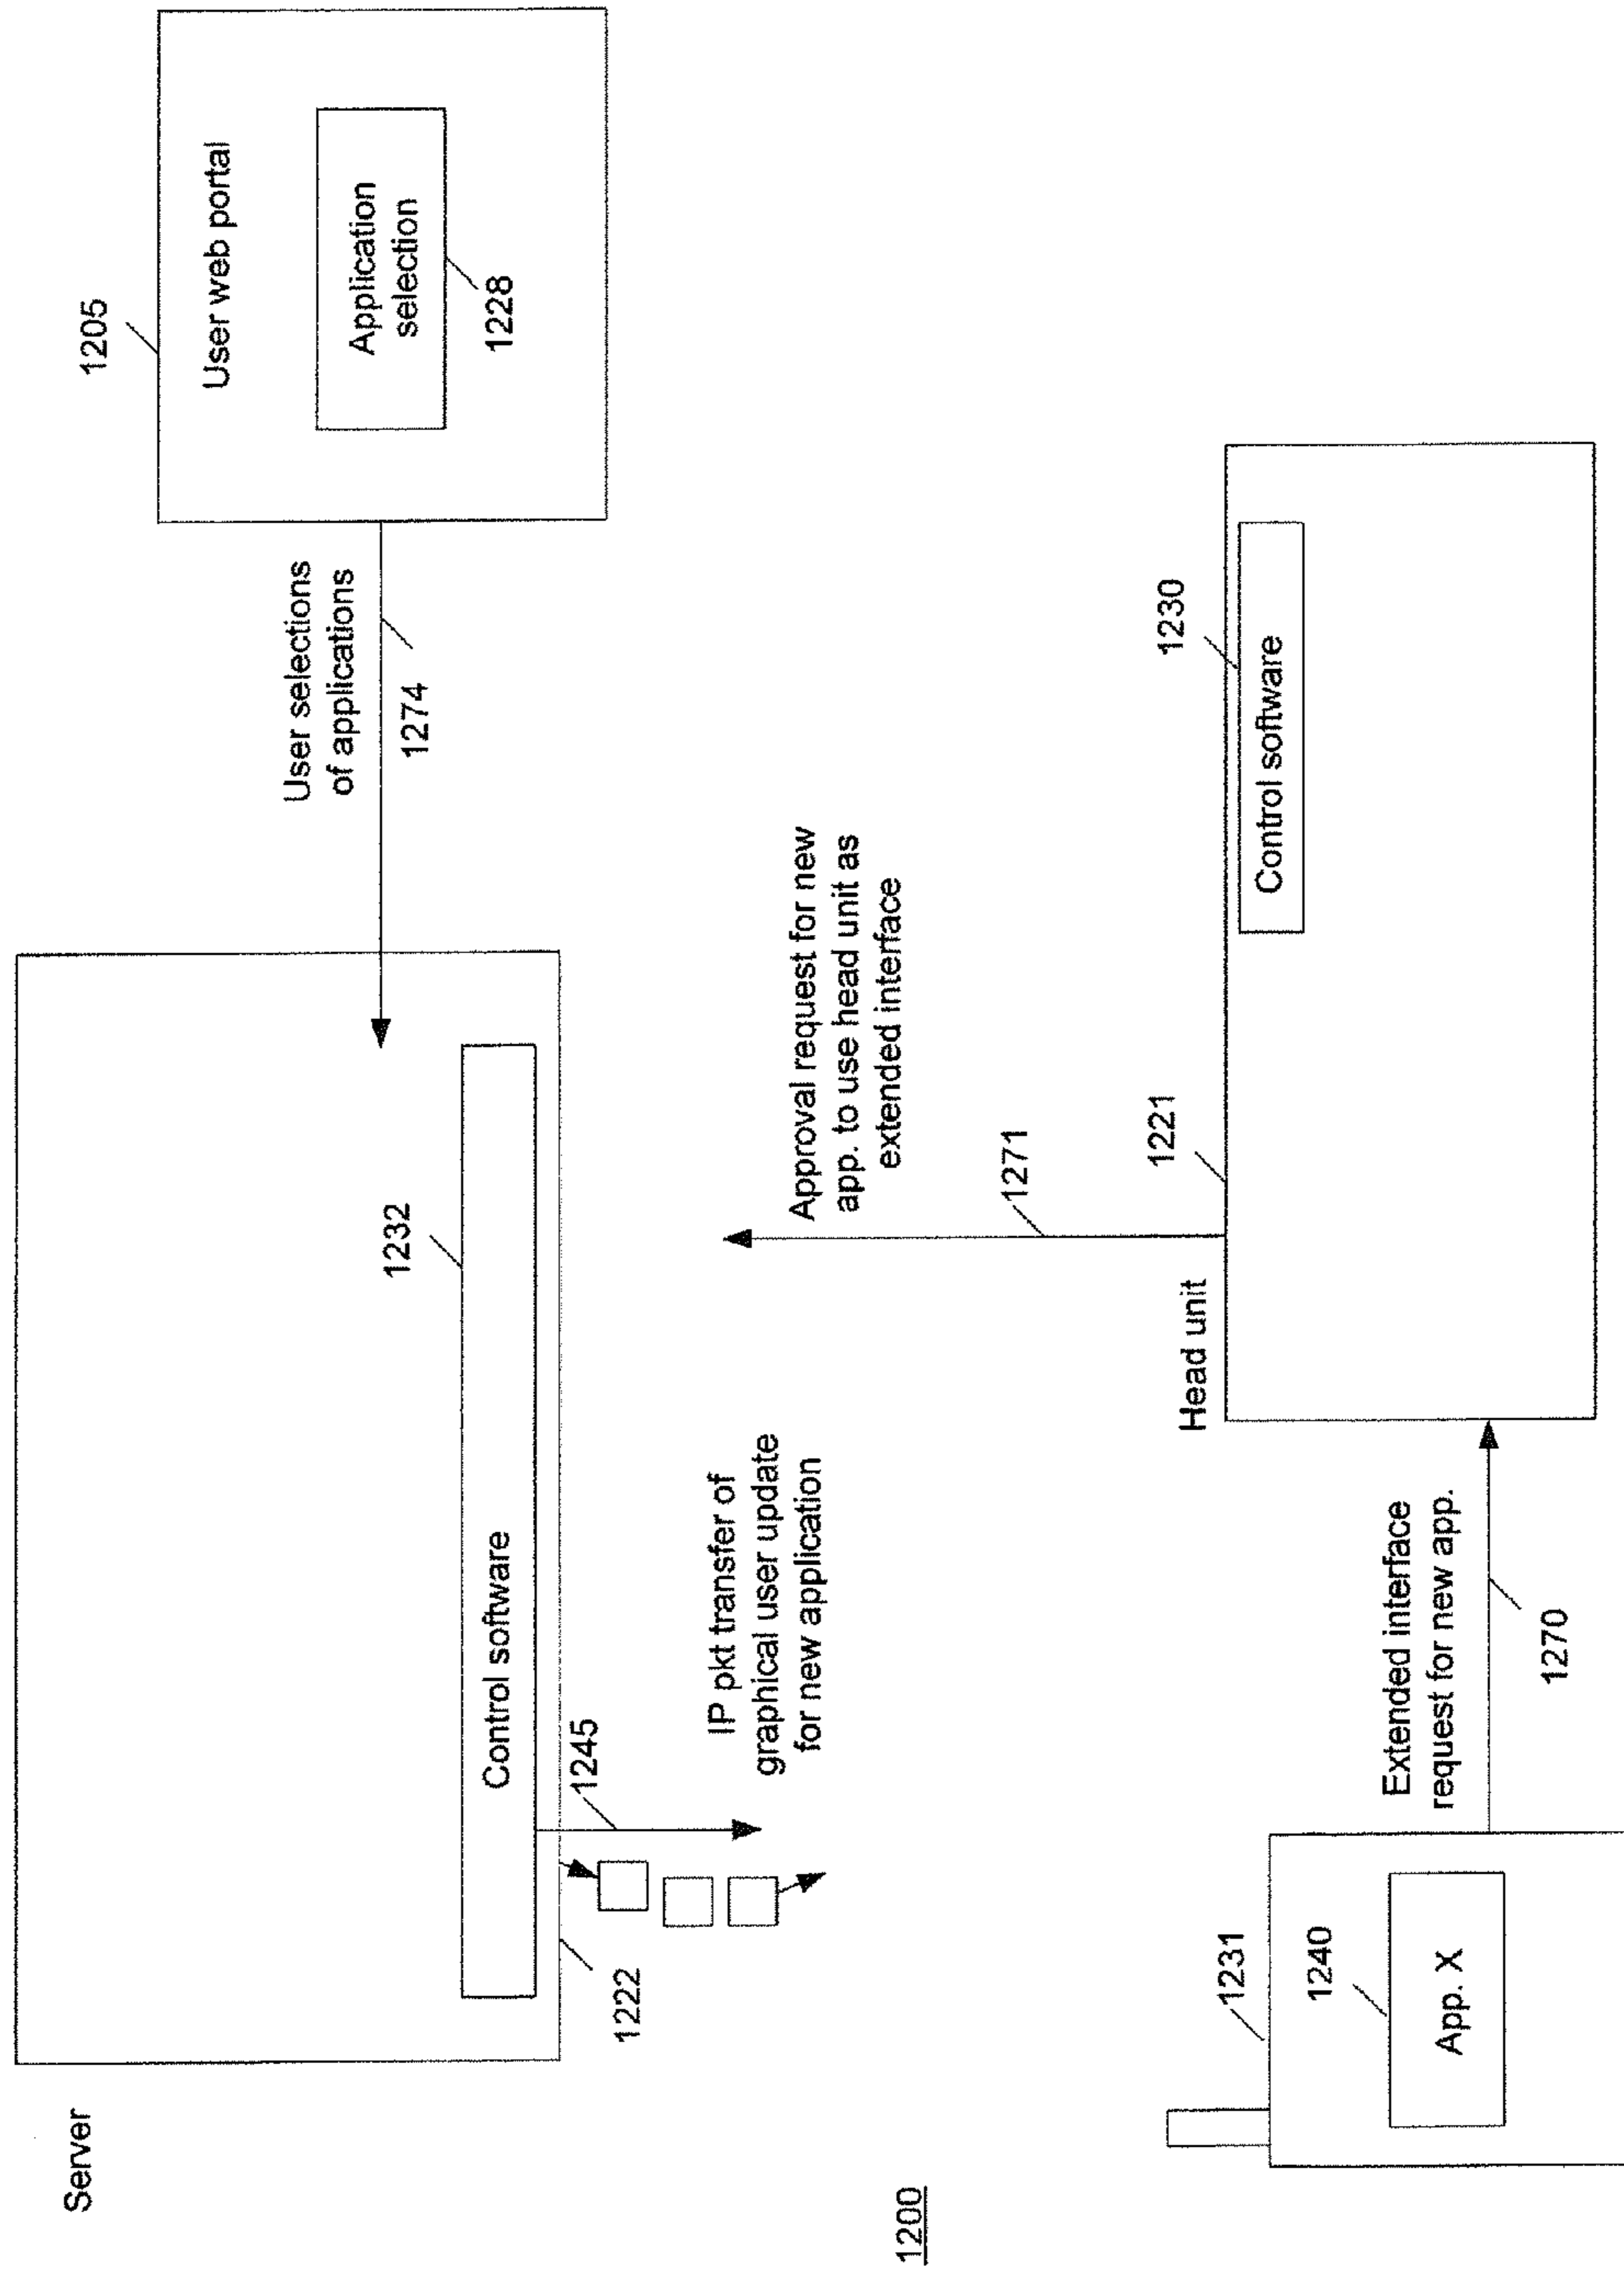 Server
Control software
1232
1222
1245
IP pkt transfer of
graphical user update
for new application
User selections
of applications
1274
1205
User web portal
Application
selection
1228
Approval request for new
app. to use head unit as
extended interface
1271
Head unit
1221
1230
Control software
1231
1240
App. X
Extended interface
request for new app.
1270
1200